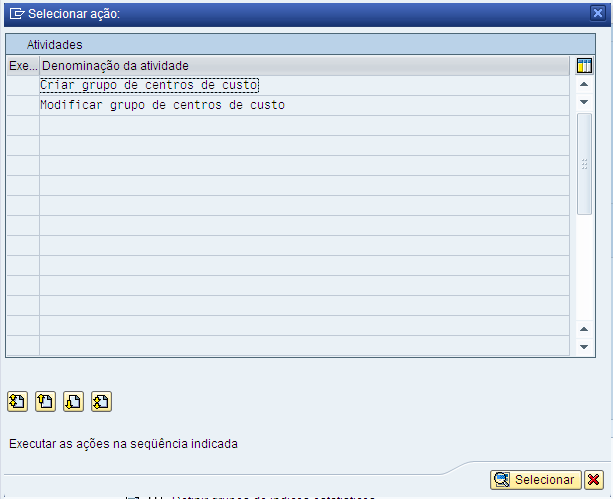 Selecionar ação:
Atividades
Exe... Denominação da atividade
Criar grupo de centros de custo
Modificar grupo de centros de custo
Executar as ações na seqüência indicada
Selecionar